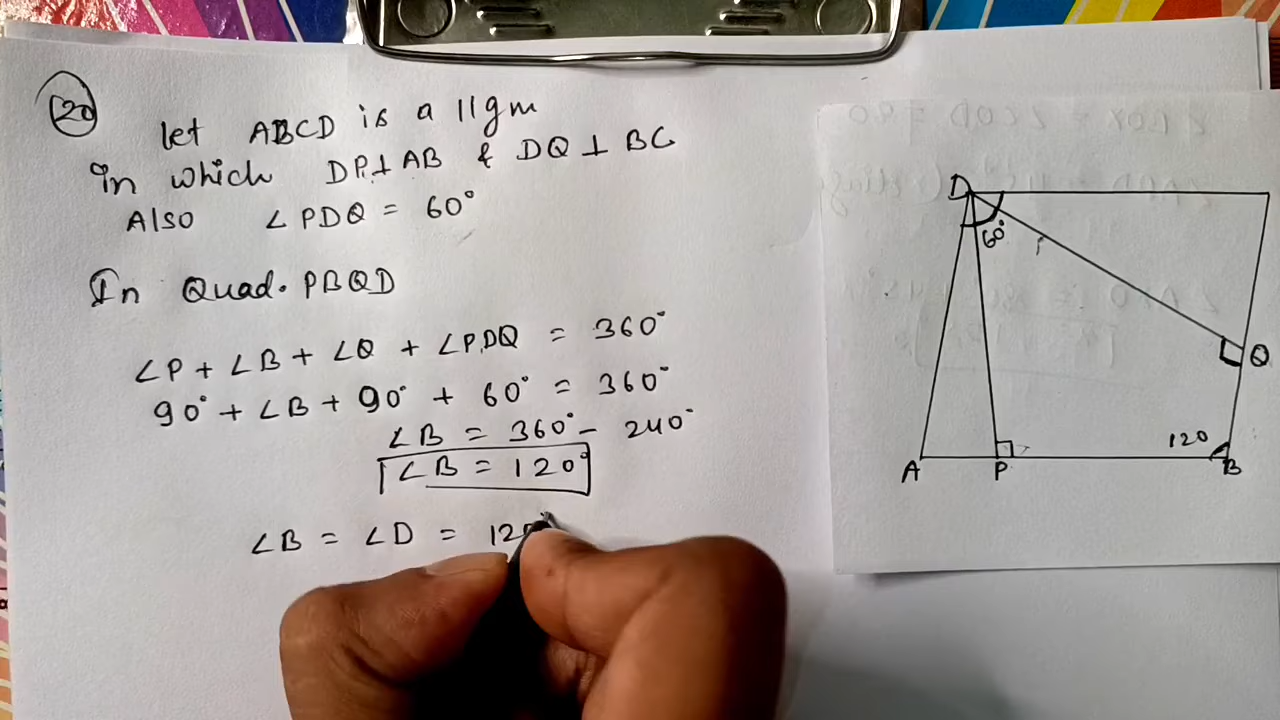 20
let ABCD is a ||gm
in which DP⊥AB & DQ⊥BC
Also ∠PDQ = 60°
In Quad. PBQD
∠P + ∠B + ∠Q + ∠PDQ = 360°
90° + ∠B + 90° + 60° = 360°
∠B = 360° - 240°
∠B = 120°
∠B = ∠D = 120°
D
60°
Q
120
A P B